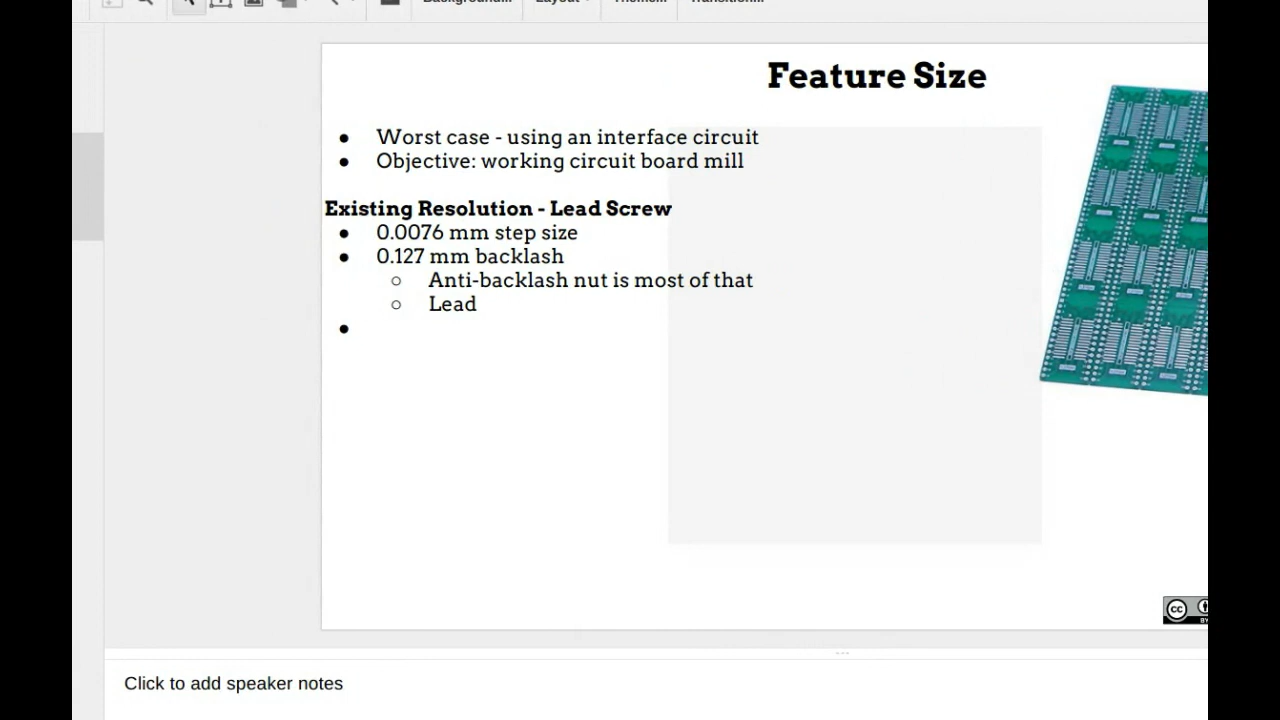 Feature Size
● Worst case - using an interface circuit
● Objective: working circuit board mill
Existing Resolution - Lead Screw
● 0.0076 mm step size
● 0.127 mm backlash
○ Anti-backlash nut is most of that
○ Lead
●
cc
BY
Click to add speaker notes